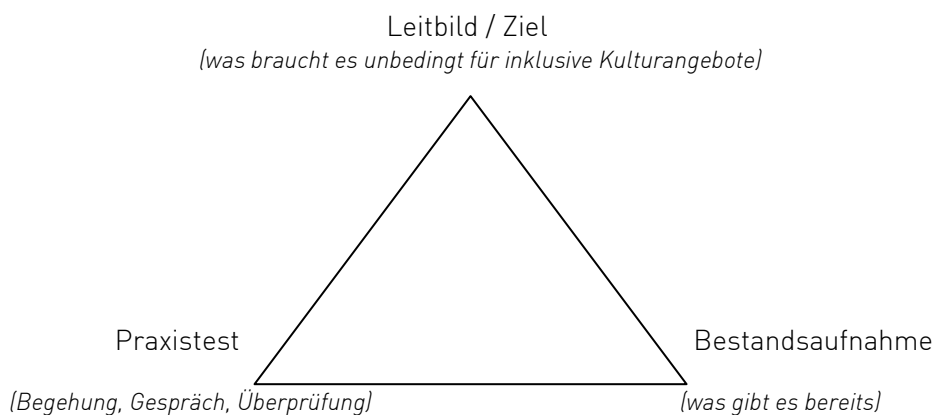 Leitbild / Ziel
(was braucht es unbedingt für inklusive Kulturangebote)
Praxistest
Bestandsaufnahme
(Begehung, Gespräch, Überprüfung)
(was gibt es bereits)